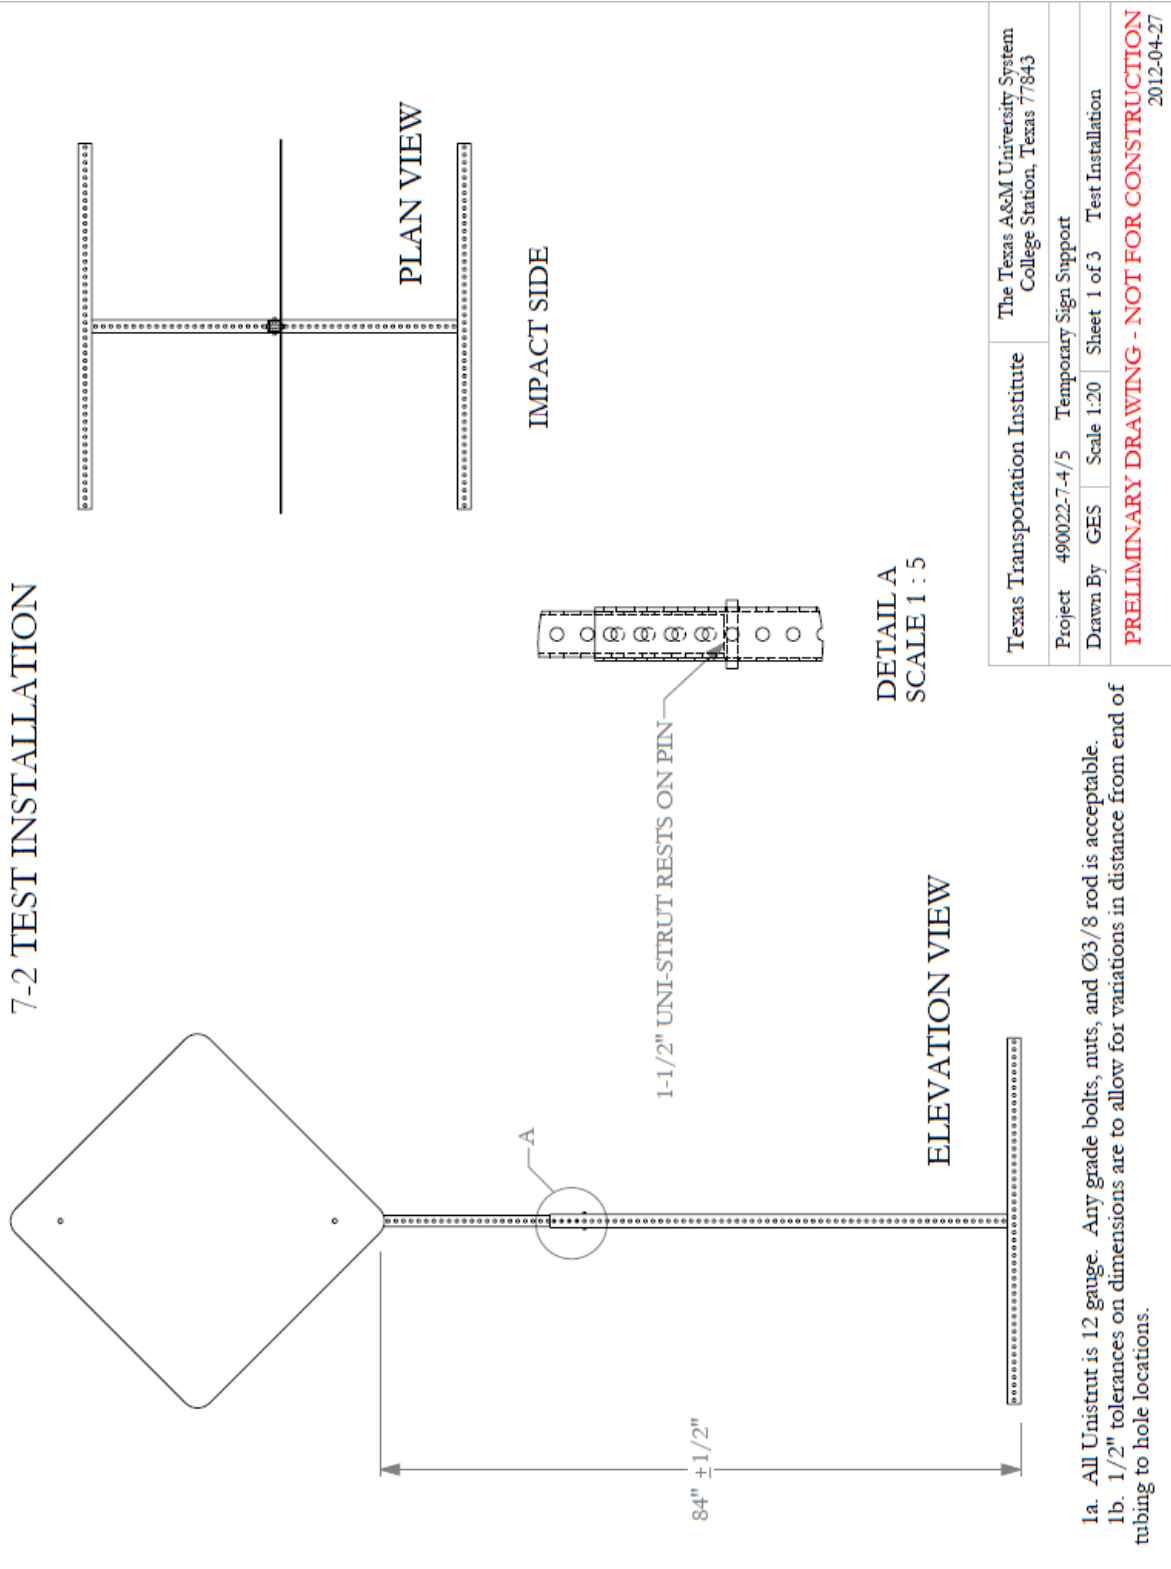 7-2 TEST INSTALLATION
PLAN VIEW
IMPACT SIDE
A
84" ±1/2"
ELEVATION VIEW
1-1/2" UNI-STRUT RESTS ON PIN
DETAIL A
SCALE 1 : 5
1a. All Unistrut is 12 gauge. Any grade bolts, nuts, and Ø3/8 rod is acceptable.
1b. 1/2" tolerances on dimensions are to allow for variations in distance from end of
tubing to hole locations.
Texas Transportation Institute
The Texas A&M University System
College Station, Texas 77843
Project 490022-7-4/5 Temporary Sign Support
Drawn By GES Scale 1:20 Sheet 1 of 3 Test Installation
PRELIMINARY DRAWING - NOT FOR CONSTRUCTION
2012-04-27